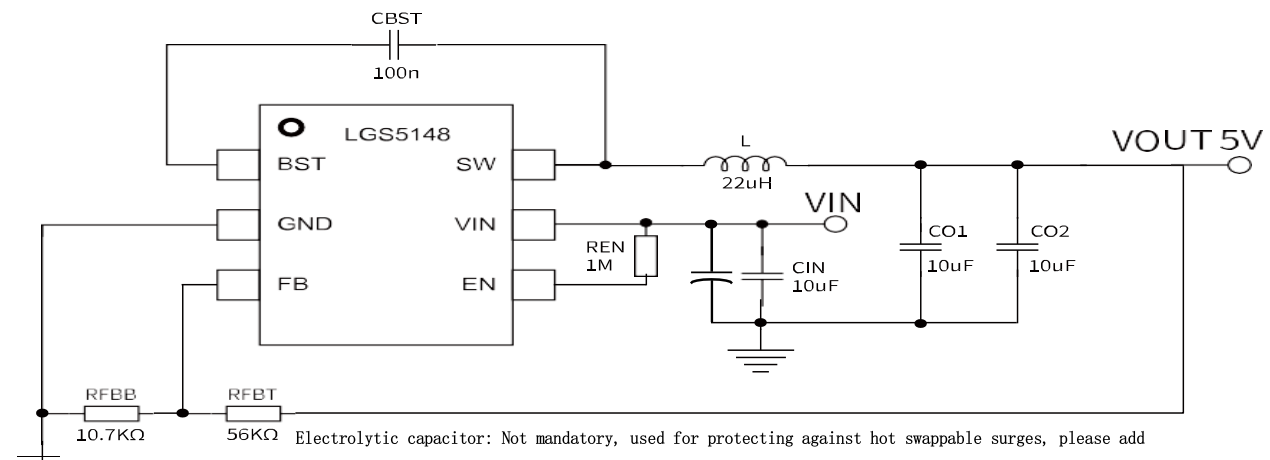 CBST
100n
LGS5148
BST
SW
GND
VIN
FB
EN
L
22uH
VOUT 5V
VIN
REN
1M
CIN
10uF
CO1
10uF
CO2
10uF
RFBB
10.7KΩ
RFBT
56KΩ
Electrolytic capacitor: Not mandatory, used for protecting against hot swappable surges, please add